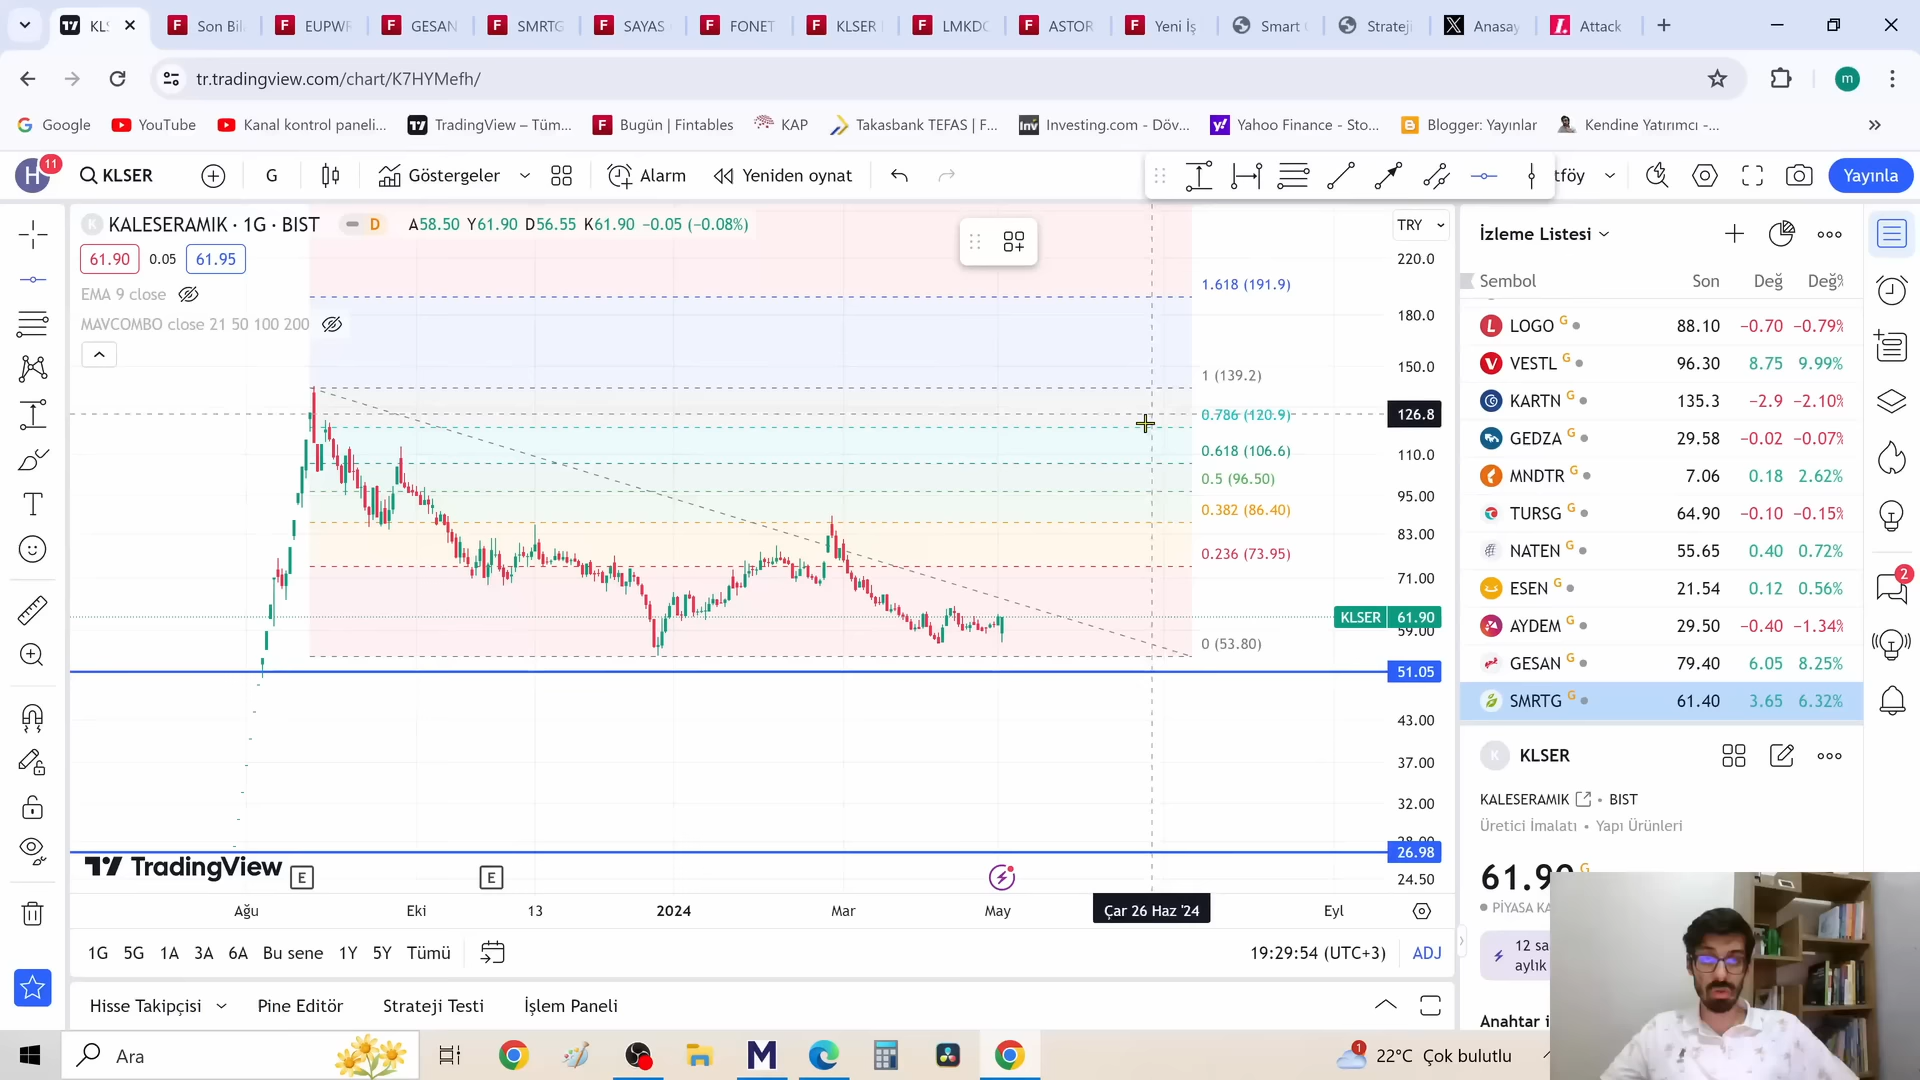 KL
Son Bil
EUPWR
GESAN
SMRTG
SAYAS
FONET
KLSER
LMKDC
ASTOR
Yeni İş
Smart
Strateji
Anasay
Attack
tr.tradingview.com/chart/K7HYMefh/
m
Google
YouTube
Kanal kontrol paneli...
TradingView – Tüm...
Bugün | Fintables
KAP
Takasbank TEFAS | F...
Investing.com - Döv...
Yahoo Finance - Sto...
Blogger: Yayınlar
Kendine Yatırımcı -...
H 11
KLSER
G
Göstergeler
Alarm
Yeniden oynat
tföy
Yayınla
KALESERAMIK · 1G · BIST
D
A58.50 Y61.90 D56.55 K61.90 −0.05 (−0.08%)
61.90 0.05 61.95
EMA 9 close
MAVCOMBO close 21 50 100 200
TRY
1.618 (191.9)
1 (139.2)
0.786 (120.9)
0.618 (106.6)
0.5 (96.50)
0.382 (86.40)
0.236 (73.95)
0 (53.80)
220.0
180.0
150.0
126.8
110.0
95.00
83.00
71.00
KLSER 61.90
59.00
51.05
43.00
37.00
32.00
28.00
26.98
24.50
TradingView
E
E
Ağu
Eki
13
2024
Mar
May
Çar 26 Haz '24
Eyl
1G 5G 1A 3A 6A Bu sene 1Y 5Y Tümü
19:29:54 (UTC+3)
ADJ
Hisse Takipçisi
Pine Editör
Strateji Testi
İşlem Paneli
İzleme Listesi
Sembol Son Değ Değ%
LOGO G 88.10 −0.70 −0.79%
VESTL G 96.30 8.75 9.99%
KARTN G 135.3 −2.9 −2.10%
GEDZA G 29.58 −0.02 −0.07%
MNDTR G 7.06 0.18 2.62%
TURSG G 64.90 −0.10 −0.15%
NATEN G 55.65 0.40 0.72%
ESEN G 21.54 0.12 0.56%
AYDEM G 29.50 −0.40 −1.34%
GESAN G 79.40 6.05 8.25%
SMRTG G 61.40 3.65 6.32%
2
K KLSER
KALESERAMIK • BIST
Üretici İmalatı • Yapı Ürünleri
61.90 G
PİYASA KA
12 sa
aylık
Anahtar i
Ara
1
22°C Çok bulutlu